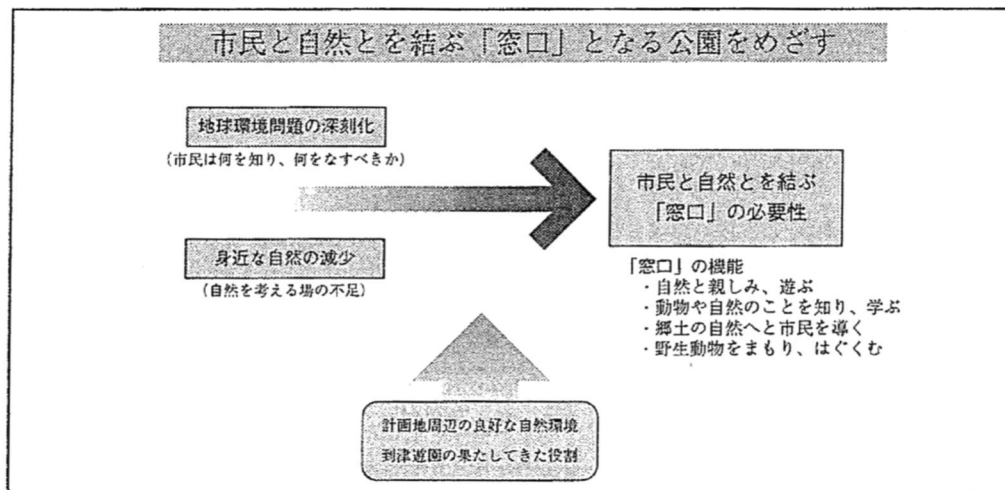 市民と自然とを結ぶ「窓口」となる公園をめざす
地球環境問題の深刻化
(市民は何を知り、何をなすべきか)
身近な自然の減少
(自然を考える場の不足)
市民と自然とを結ぶ
「窓口」の必要性
「窓口」の機能
・自然と親しみ、遊ぶ
・動物や自然のことを知り、学ぶ
・郷土の自然へと市民を導く
・野生動物をまもり、はぐくむ
計画地周辺の良好な自然環境
到津遊園の果たしてきた役割